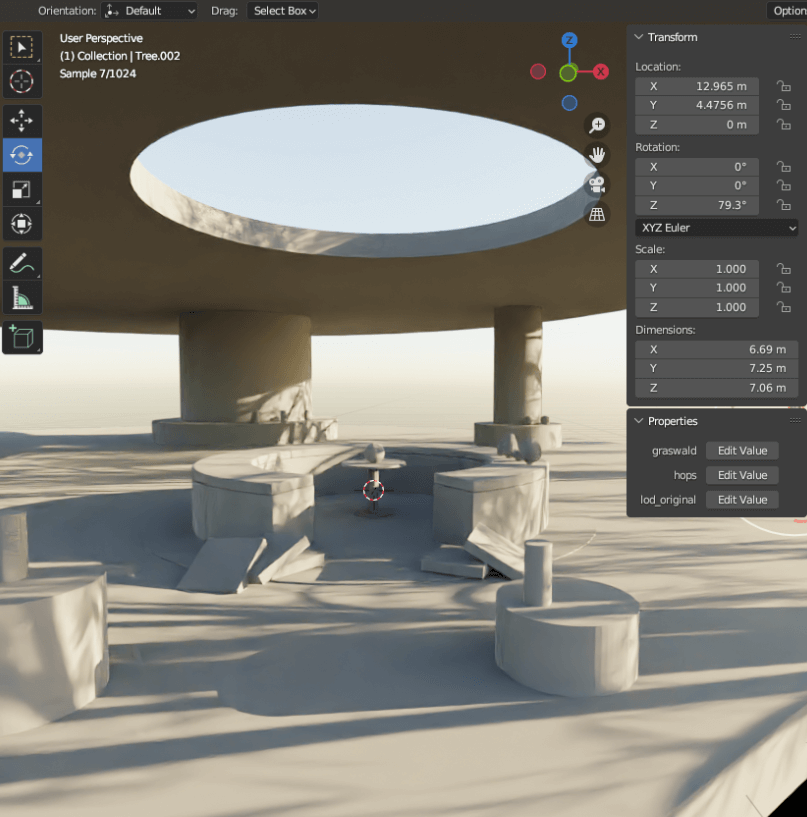 Orientation: Default Drag: Select Box Option
User Perspective
(1) Collection | Tree.002
Sample 7/1024
Z
X
Transform
Location:
X 12.965 m
Y 4.4756 m
Z 0 m
Rotation:
X 0°
Y 0°
Z 79.3°
XYZ Euler
Scale:
X 1.000
Y 1.000
Z 1.000
Dimensions:
X 6.69 m
Y 7.25 m
Z 7.06 m
Properties
graswald Edit Value
hops Edit Value
lod_original Edit Value